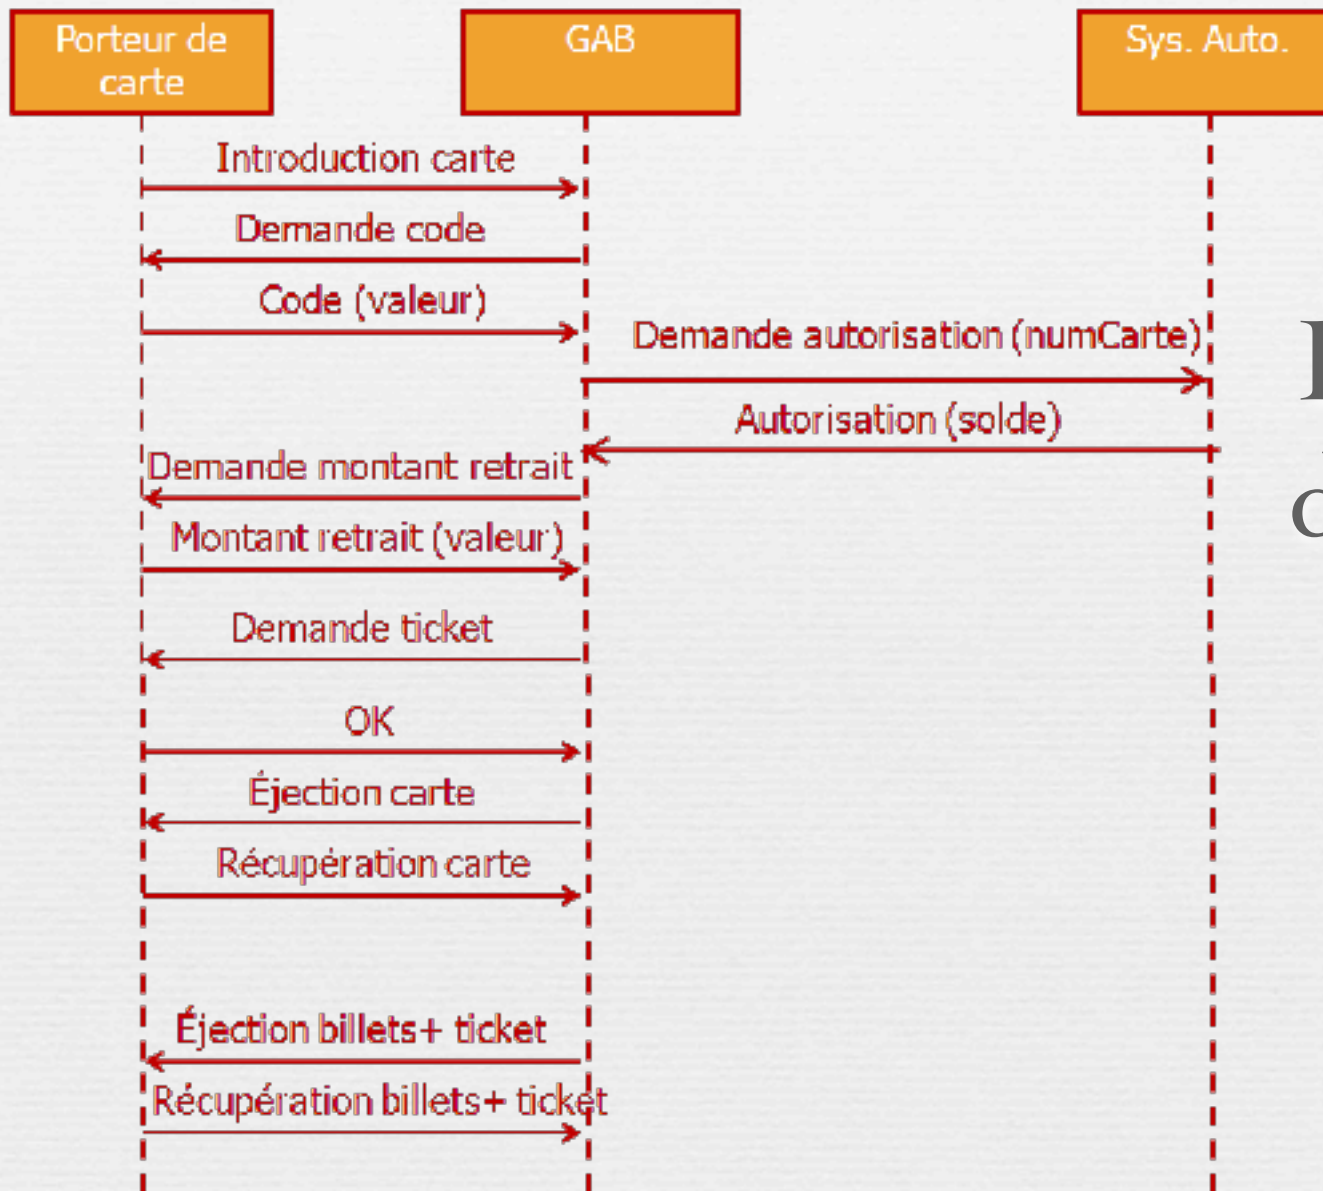 Porteur de
carte
GAB
Sys. Auto.
Introduction carte
Demande code
Code (valeur)
Demande autorisation (numCarte)
Autorisation (solde)
Demande montant retrait
Montant retrait (valeur)
Demande ticket
OK
Éjection carte
Récupération carte
Éjection billets+ ticket
Récupération billets+ ticket